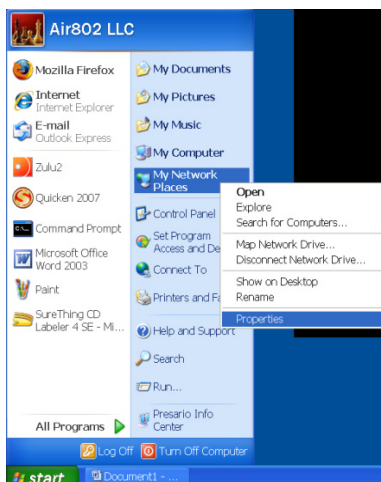 Air802 LLC
Mozilla Firefox
Internet
Internet Explorer
E-mail
Outlook Express
Zulu2
Quicken 2007
Command Prompt
Microsoft Office
Word 2003
Paint
SureThing CD
Labeler 4 SE - Mi...
All Programs
My Documents
My Pictures
My Music
My Computer
My Network
Places
Control Panel
Set Program
Access and De
Connect To
Printers and Fa
Help and Support
Search
Run...
Presario Info
Center
Open
Explore
Search for Computers...
Map Network Drive...
Disconnect Network Drive...
Show on Desktop
Rename
Properties
Log Off
Turn Off Computer
start
Document1 - ...